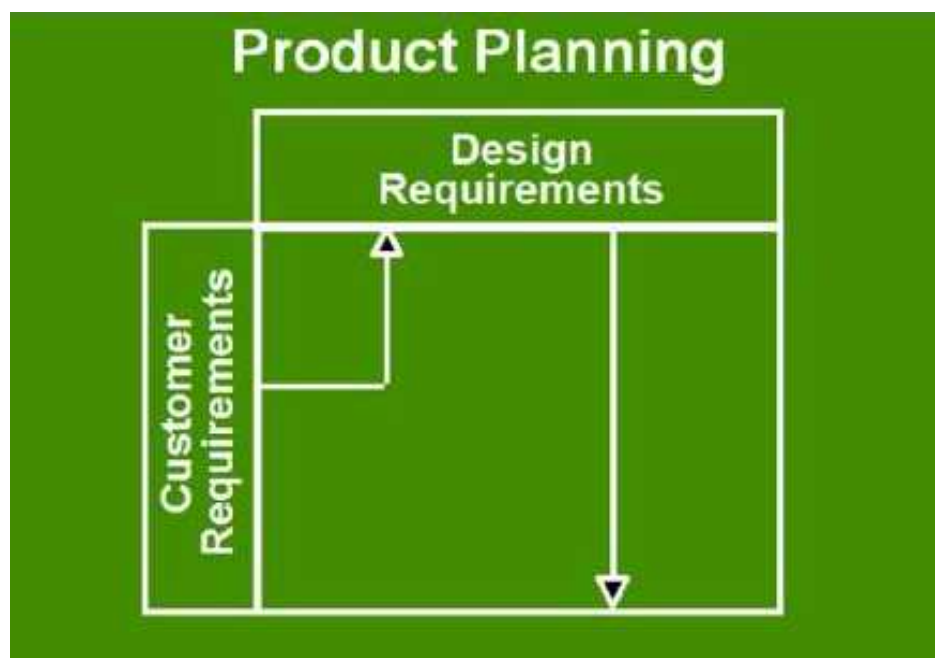 Product Planning
Design
Requirements
Customer
Requirements